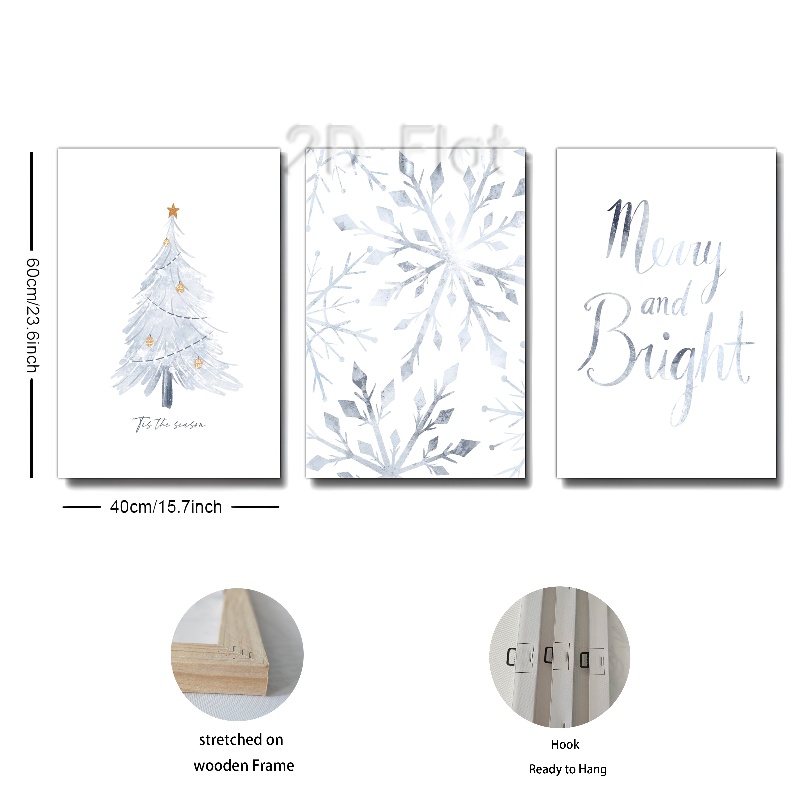 2D Flat
60cm/23.6inch
Tis the season
Merry
and
Bright
40cm/15.7inch
stretched on
wooden Frame
Hook
Ready to Hang